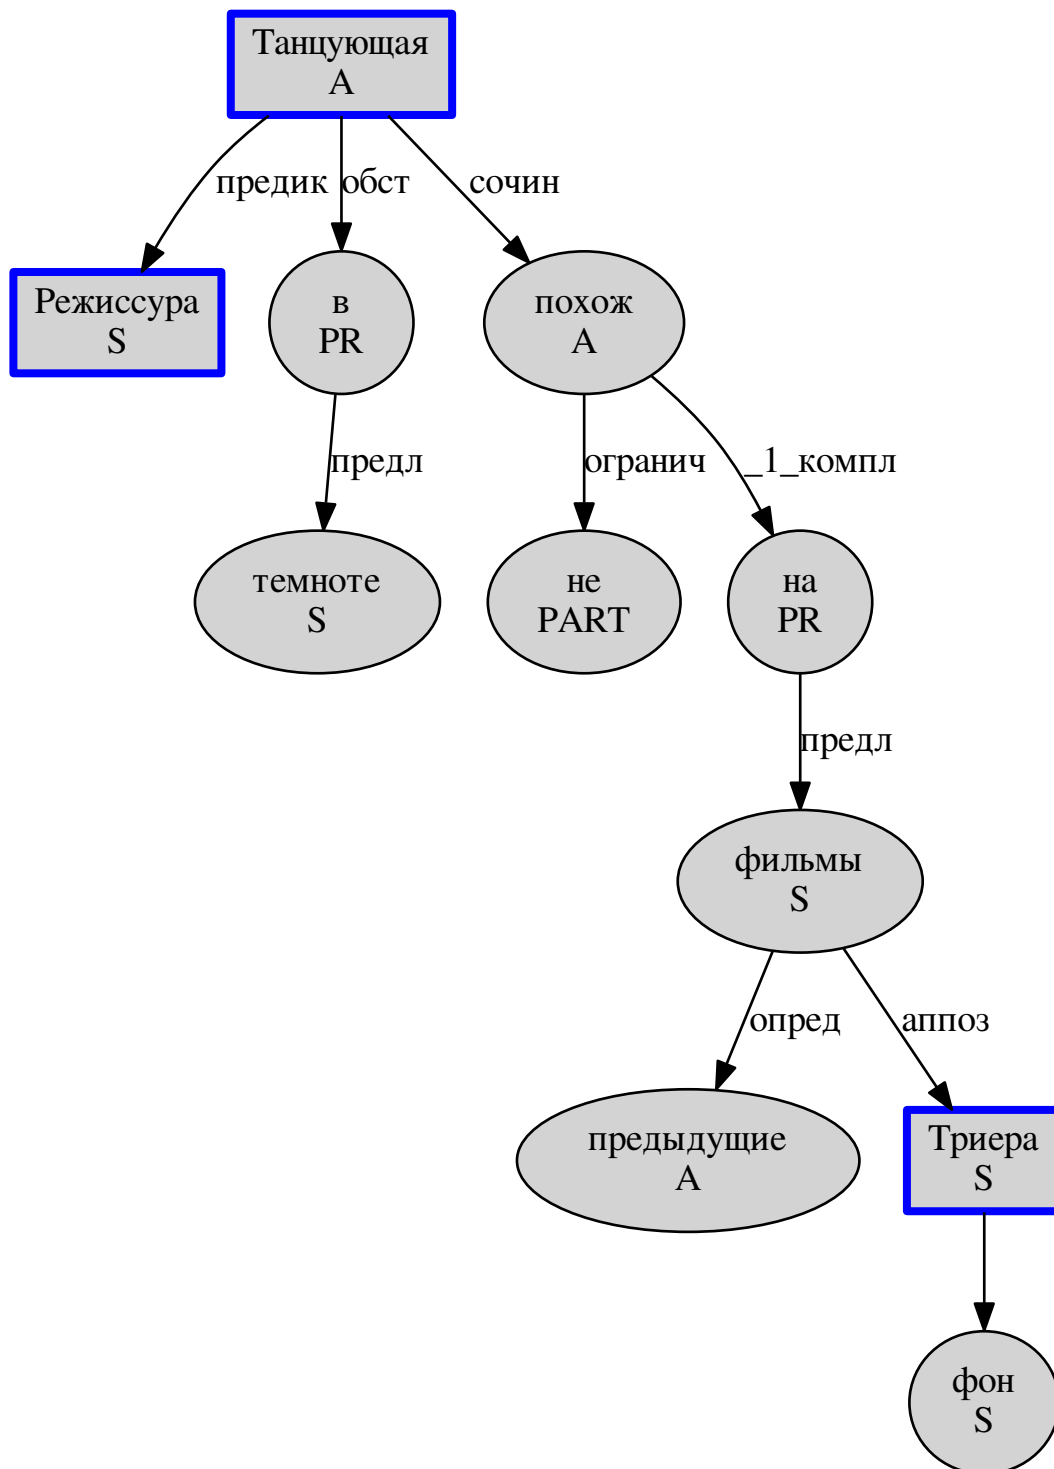 Танцующая
A
предик
обст
сочин
Режиссура
S
в
PR
похож
A
предл
огранич
_1_компл
темноте
S
не
PART
на
PR
предл
фильмы
S
опред
аппоз
предыдущие
A
Триера
S
фон
S